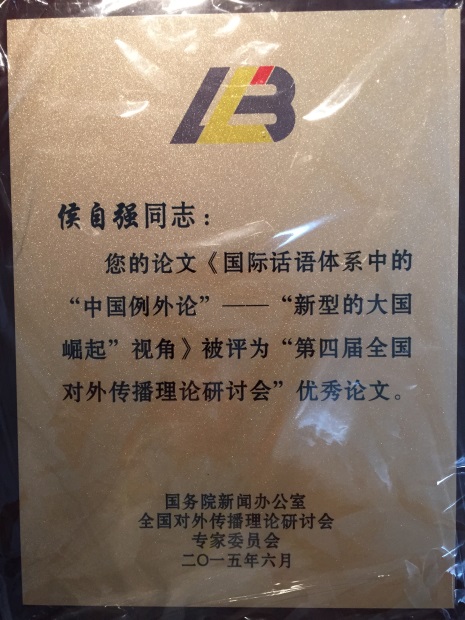 侯自强同志：
您的论文《国际话语体系中的
“中国例外论”——“新型的大国
崛起”视角》被评为“第四届全国
对外传播理论研讨会”优秀论文。
国务院新闻办公室
全国对外传播理论研讨会
专家委员会
二〇一五年六月